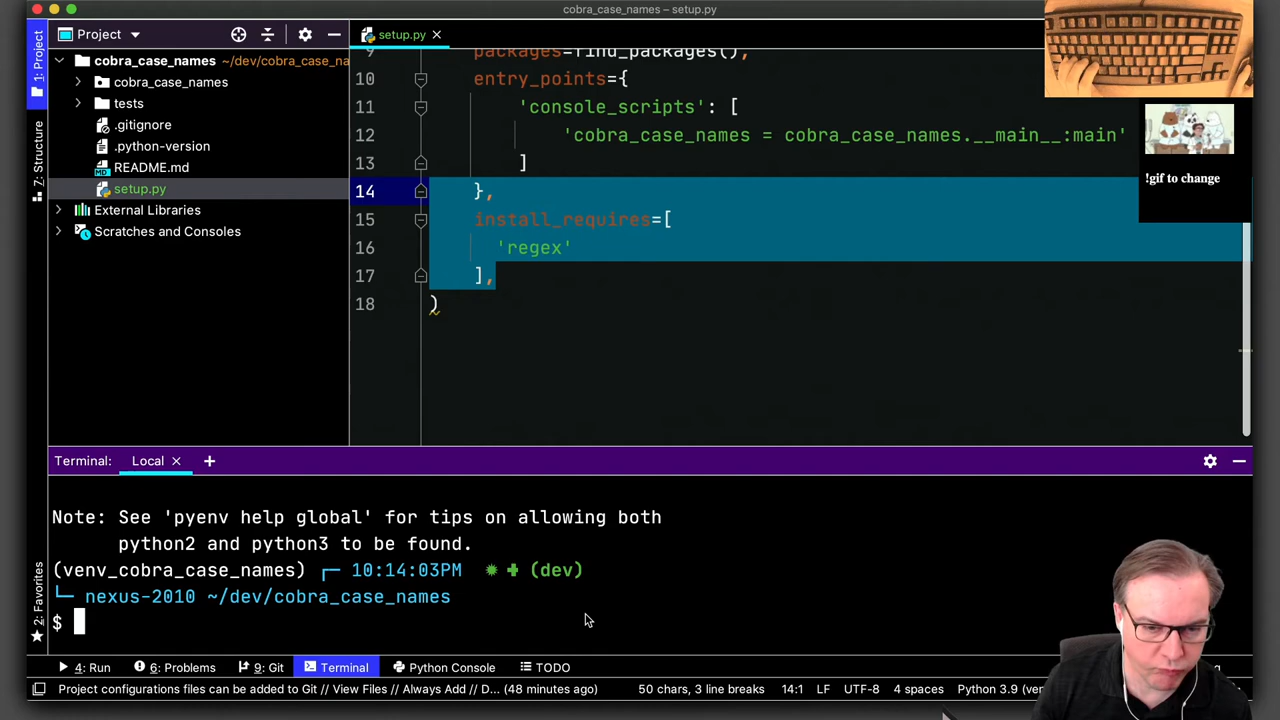 cobra_case_names – setup.py
Project
setup.py
1: Project
7: Structure
2: Favorites
cobra_case_names ~/dev/cobra_case_na
cobra_case_names
tests
.gitignore
.python-version
README.md
setup.py
External Libraries
Scratches and Consoles
9 packages=find_packages(),
10 entry_points={
11 'console_scripts': [
12 'cobra_case_names = cobra_case_names.__main__:main'
13 ]
14 },
15 install_requires=[
16 'regex'
17 ],
18 )
!gif to change
Terminal: Local +
Note: See 'pyenv help global' for tips on allowing both
python2 and python3 to be found.
(venv_cobra_case_names) ┌─ 10:14:03PM ✹ ✚ (dev)
└─ nexus-2010 ~/dev/cobra_case_names
$
4: Run 6: Problems 9: Git Terminal Python Console TODO
Project configurations files can be added to Git // View Files // Always Add // D... (48 minutes ago) 50 chars, 3 line breaks 14:1 LF UTF-8 4 spaces Python 3.9 (ven